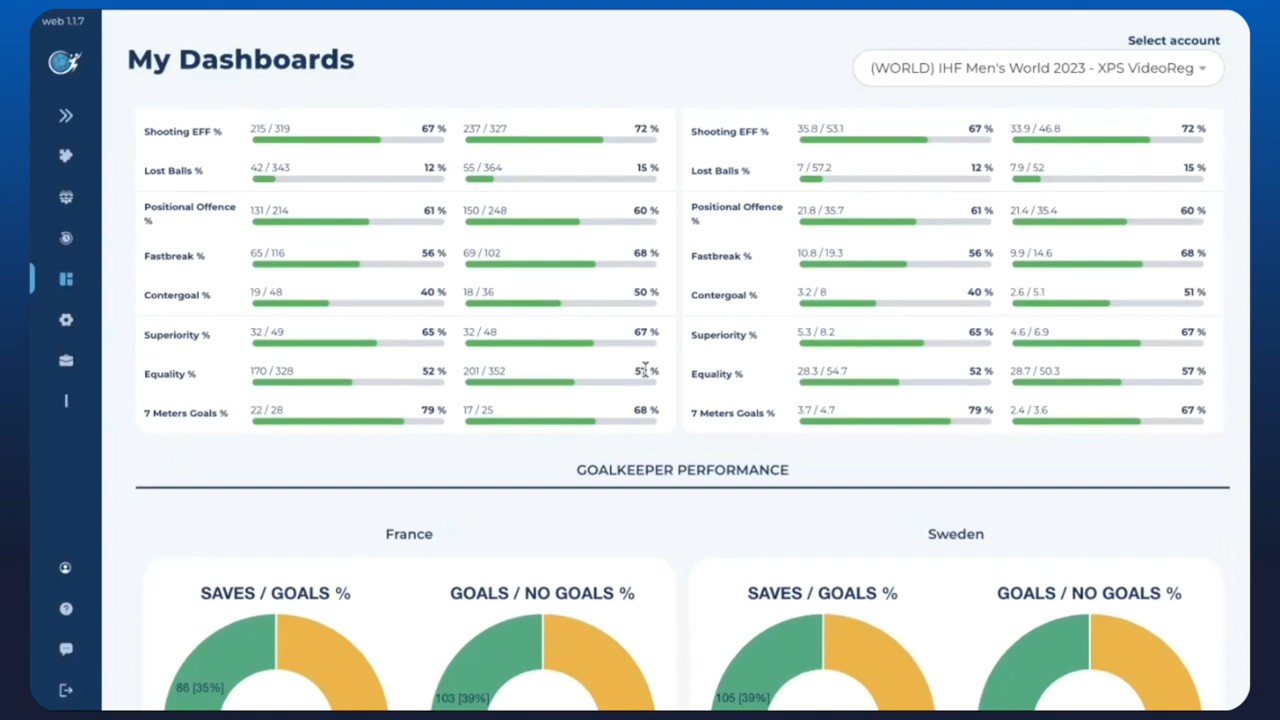 web 1.1.7
My Dashboards
Select account
(WORLD) IHF Men's World 2023 - XPS VideoReg
Shooting EFF % 215 / 319 67 % 237 / 327 72 %
Lost Balls % 42 / 343 12 % 55 / 364 15 %
Positional Offence
% 131 / 214 61 % 150 / 248 60 %
Fastbreak % 65 / 116 56 % 69 / 102 68 %
Contergoal % 19 / 48 40 % 18 / 36 50 %
Superiority % 32 / 49 65 % 32 / 48 67 %
Equality % 170 / 328 52 % 201 / 352
7 Meters Goals % 22 / 28 79 % 17 / 25 68 %
Shooting EFF % 35.8 / 53.1 67 % 33.9 / 46.8 72 %
Lost Balls % 7 / 57.2 12 % 7.9 / 52 15 %
Positional Offence
% 21.8 / 35.7 61 % 21.4 / 35.4 60 %
Fastbreak % 10.8 / 19.3 56 % 9.9 / 14.6 68 %
Contergoal % 3.2 / 8 40 % 2.6 / 5.1 51 %
Superiority % 5.3 / 8.2 65 % 4.6 / 6.9 67 %
Equality % 28.3 / 54.7 52 % 28.7 / 50.3 57 %
7 Meters Goals % 3.7 / 4.7 79 % 2.4 / 3.6 67 %
GOALKEEPER PERFORMANCE
France
Sweden
SAVES / GOALS %
GOALS / NO GOALS %
SAVES / GOALS %
GOALS / NO GOALS %
86 [35%]
103 [39%]
105 [39%]